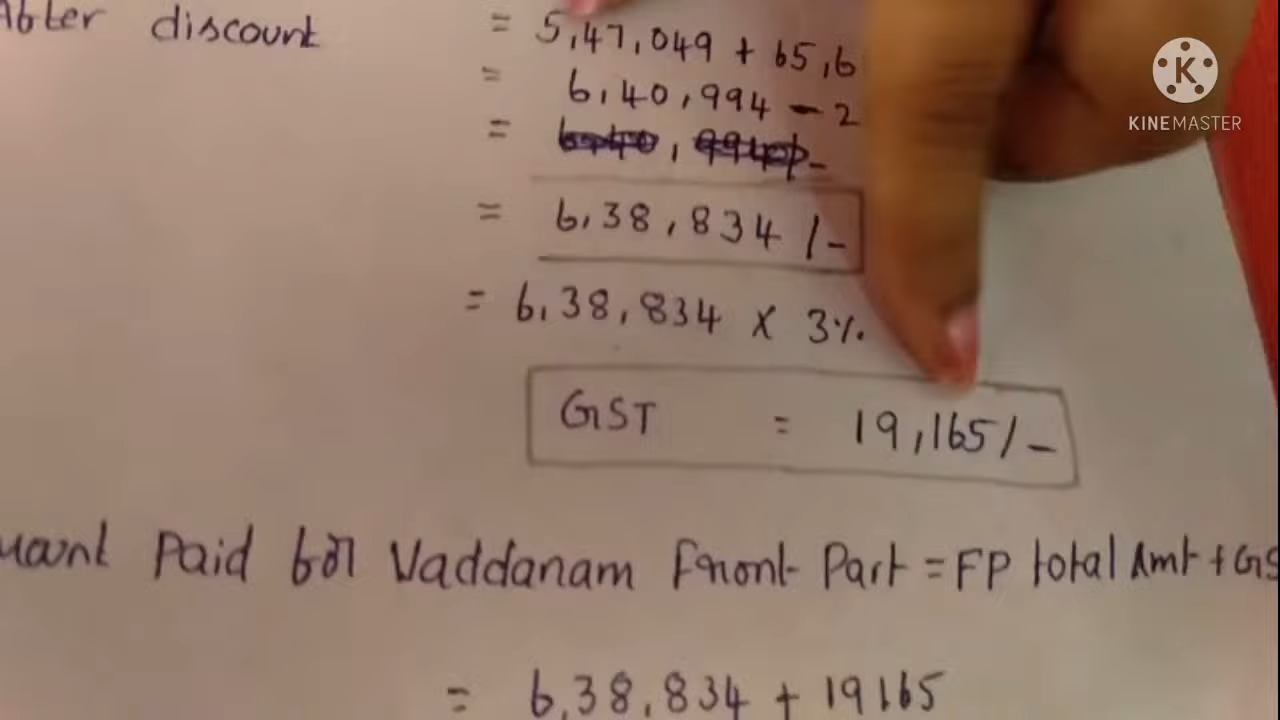 After discount = 5,47,049 + 65,6
= 6,40,994 - 2
=
= 6,38,834 /-
= 6,38,834 X 3%
GST = 19,165/-
mount Paid for Vaddanam Front Part = FP total Amt + GS
= 6,38,834 + 19165
KINEMASTER